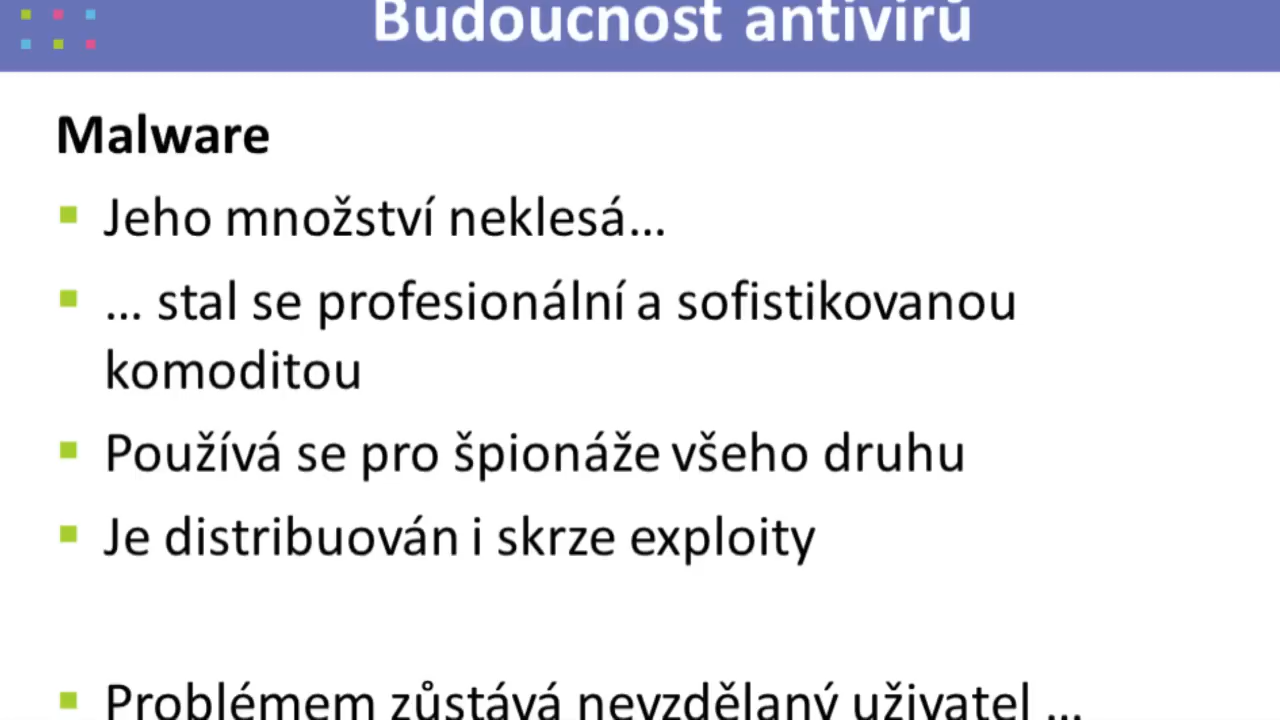 Budoucnost antivirů
Malware
Jeho množství neklesá...
... stal se profesionální a sofistikovanou
komoditou
Používá se pro špionáže všeho druhu
Je distribuován i skrze exploity
Problémem zůstává nevzdělaný uživatel ...